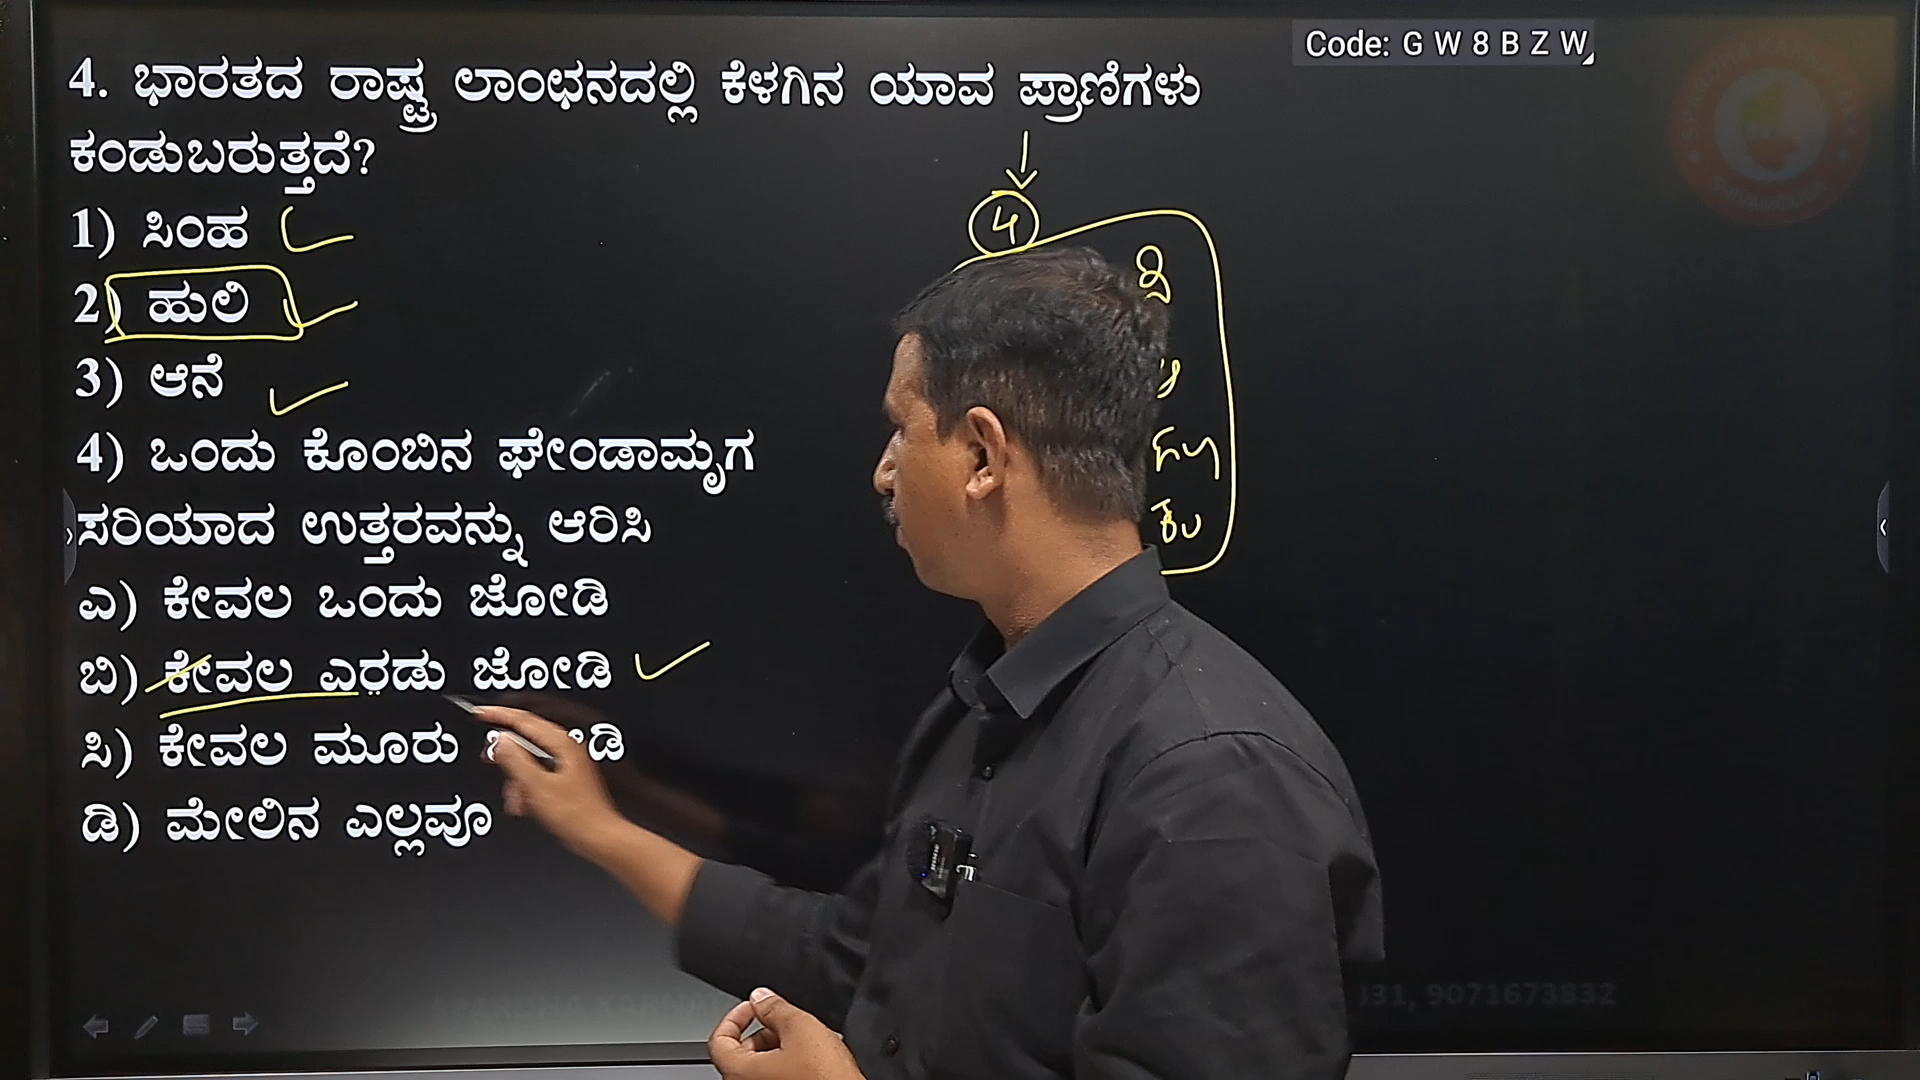 Code: G W 8 B Z W
4. ಭಾರತದ ರಾಷ್ಟ್ರ ಲಾಂಛನದಲ್ಲಿ ಕೆಳಗಿನ ಯಾವ ಪ್ರಾಣಿಗಳು
ಕಂಡುಬರುತ್ತದೆ?
4
1) ಸಿಂಹ
2) ಹುಲಿ
3) ಆನೆ
4) ಒಂದು ಕೊಂಬಿನ ಘೇಂಡಾಮೃಗ
ಸರಿಯಾದ ಉತ್ತರವನ್ನು ಆರಿಸಿ
ಎ) ಕೇವಲ ಒಂದು ಜೋಡಿ
ಬಿ) ಕೇವಲ ಎರಡು ಜೋಡಿ
ಸಿ) ಕೇವಲ ಮೂರು
ಡಿ) ಮೇಲಿನ ಎಲ್ಲವೂ
9071673832